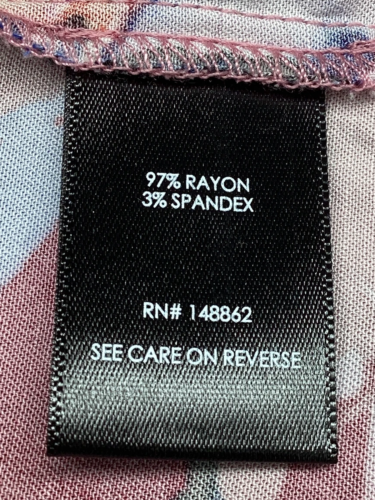 97% RAYON
3% SPANDEX
RN# 148862
SEE CARE ON REVERSE